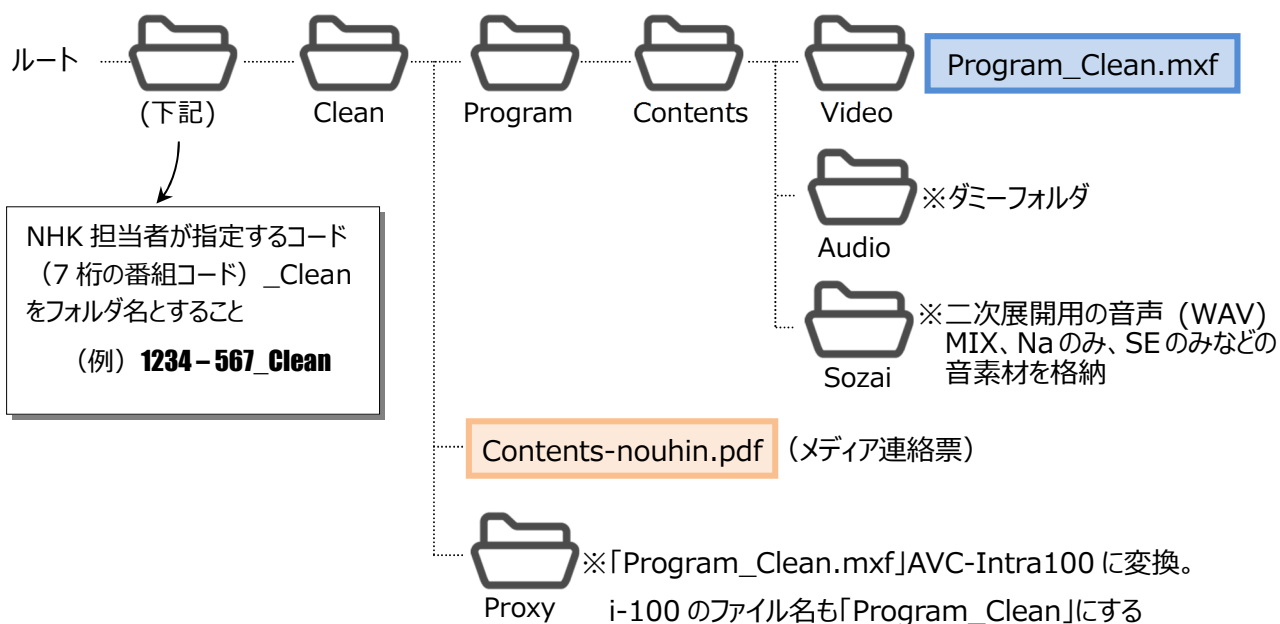 ルート
(下記)
Clean
Program
Contents
Video
Program_Clean.mxf
※ダミーフォルダ
Audio
NHK 担当者が指定するコード
（7 桁の番組コード）_Clean
をフォルダ名とすること
（例）1234 – 567_Clean
※二次展開用の音声 (WAV)
MIX、Na のみ、SE のみなどの
音素材を格納
Sozai
Contents-nouhin.pdf
（メディア連絡票）
※「Program_Clean.mxf」AVC-Intra100 に変換。
i-100 のファイル名も「Program_Clean」にする
Proxy